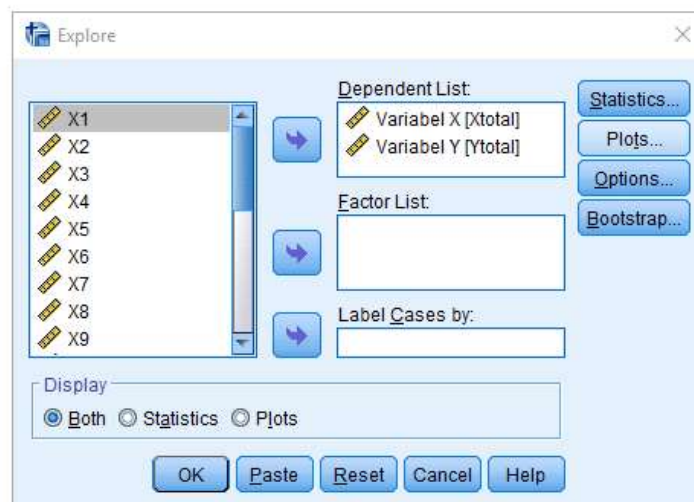 Explore
X1
X2
X3
X4
X5
X6
X7
X8
X9
Dependent List:
Variabel X [Xtotal]
Variabel Y [Ytotal]
Factor List:
Label Cases by:
Statistics...
Plots...
Options...
Bootstrap...
Display
Both Statistics Plots
OK Paste Reset Cancel Help